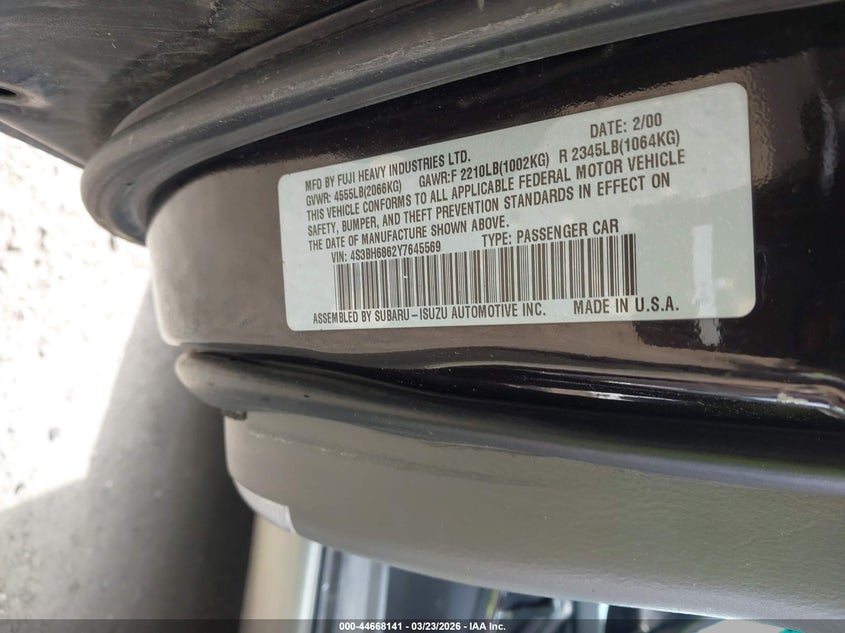 DATE: 2/00
MFD BY FUJI HEAVY INDUSTRIES LTD.
GVWR: 4555LB(2066KG) GAWR:F 2210LB(1002KG) R 2345LB(1064KG)
THIS VEHICLE CONFORMS TO ALL APPLICABLE FEDERAL MOTOR VEHICLE
SAFETY, BUMPER, AND THEFT PREVENTION STANDARDS IN EFFECT ON
THE DATE OF MANUFACTURE SHOWN ABOVE.
VIN: 4S3BH6862Y7645569 TYPE: PASSENGER CAR
ASSEMBLED BY SUBARU-ISUZU AUTOMOTIVE INC. MADE IN U.S.A.
000-44668141 | 03/23/2026 | IAA Inc.